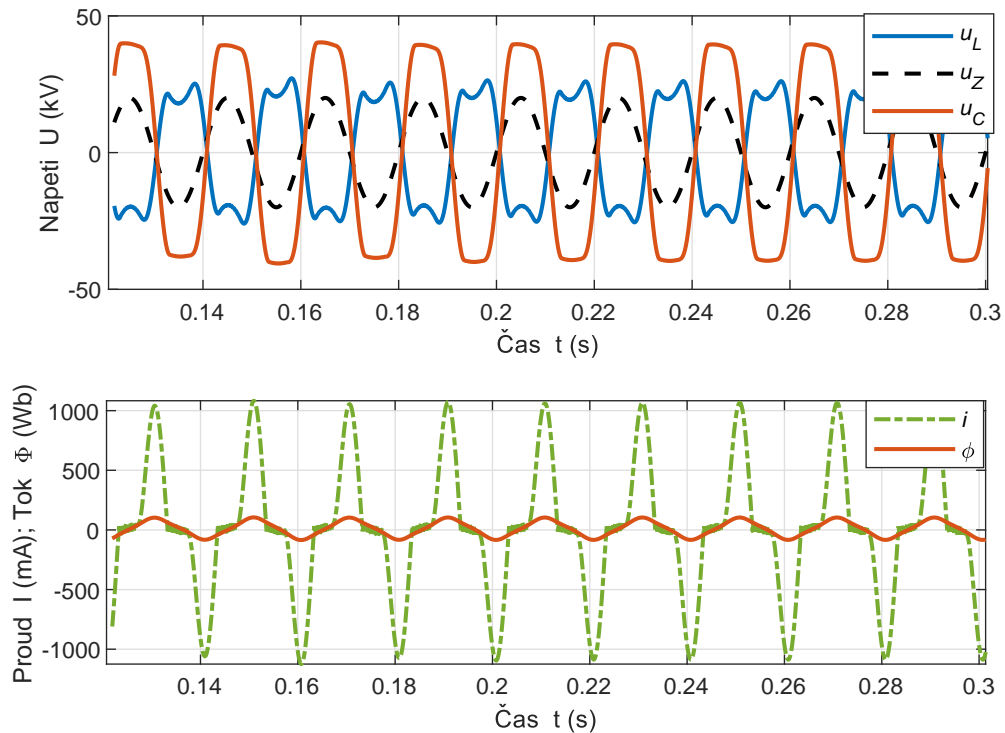 50
0
-50
Napeti U (kV)
u_L
u_Z
u_C
0.14 0.16 0.18 0.2 0.22 0.24 0.26 0.28 0.3
Čas t (s)
1000
500
0
-500
-1000
Proud I (mA); Tok Φ (Wb)
i
ϕ
0.14 0.16 0.18 0.2 0.22 0.24 0.26 0.28 0.3
Čas t (s)